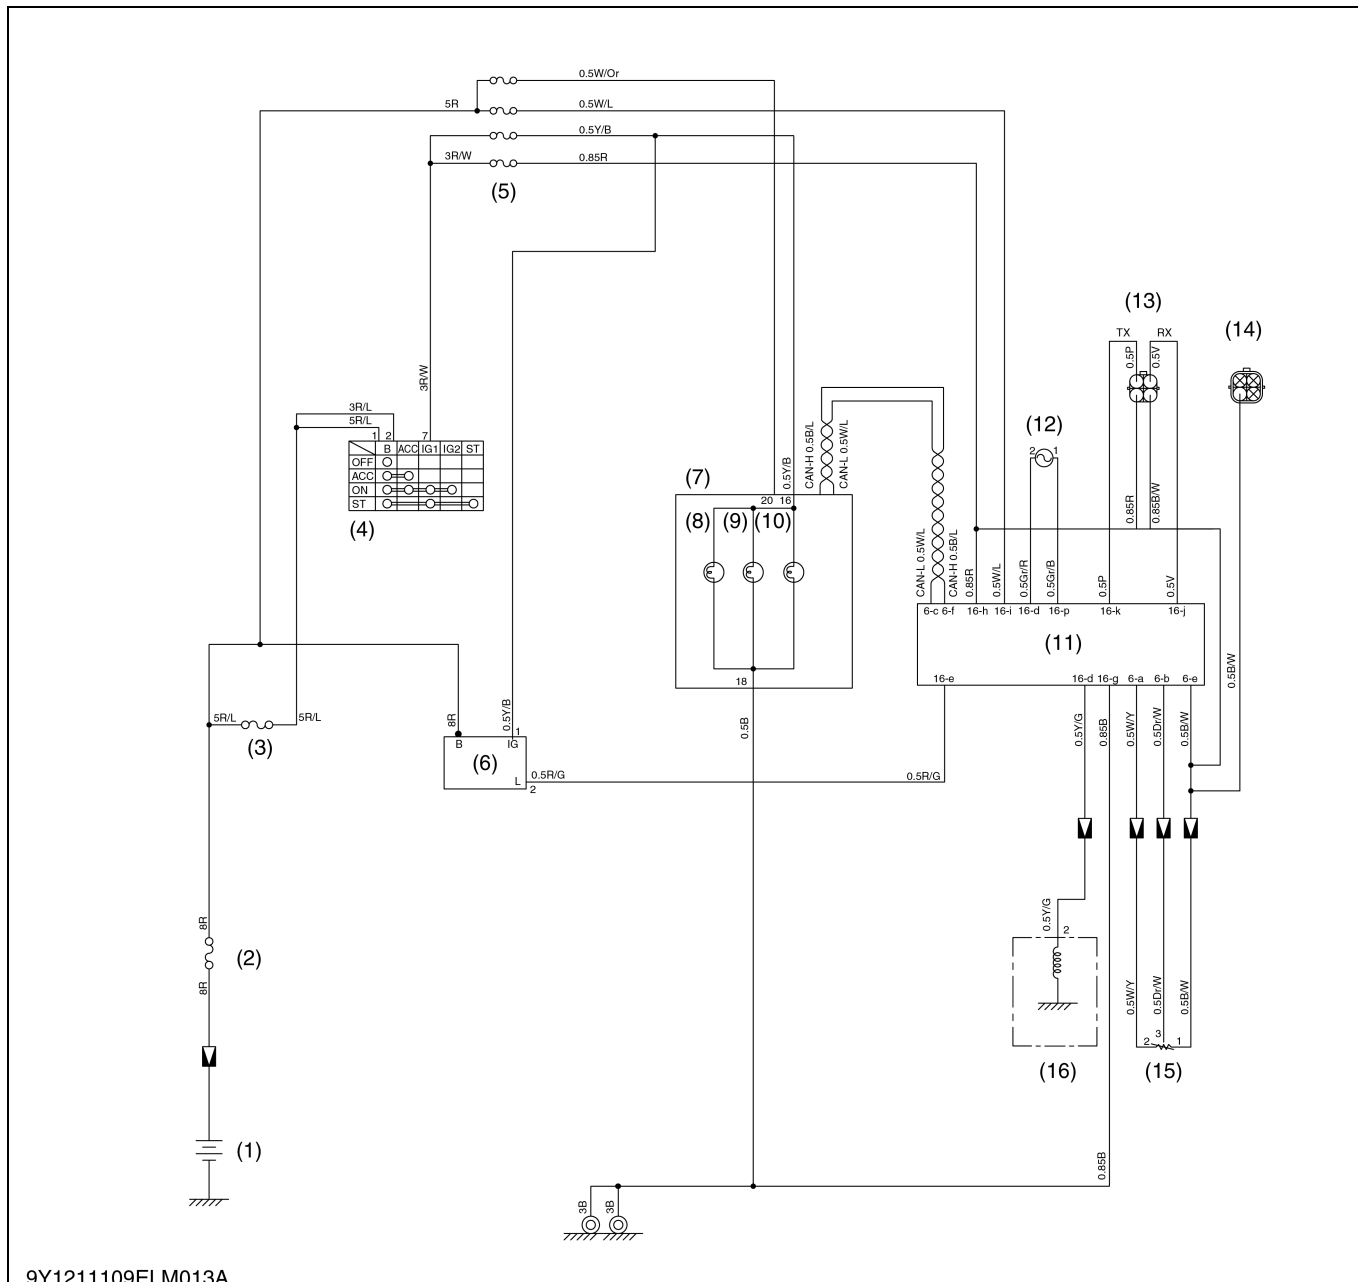 0.5W/Or
5R
0.5W/L
0.5Y/B
3R/W
0.85R
(5)
(13)
TX
RX
(14)
0.5P
0.5V
3R/W
3R/L
5R/L
1
2
7
B
ACC
IG1
IG2
ST
OFF
ACC
ON
ST
(4)
(12)
2
1
CAN-H 0.5B/L
CAN-L 0.5W/L
0.5Y/B
(7)
20
16
(8)
(9)
(10)
0.85R
0.85B/W
CAN-L 0.5W/L
CAN-H 0.5B/L
0.85R
0.5W/L
0.5Gr/R
0.5Gr/B
0.5P
0.5V
6-c
6-f
16-h
16-i
16-d
16-p
16-k
16-j
(11)
18
16-e
16-d
16-g
6-a
6-b
6-e
0.5B/W
5R/L
5R/L
(3)
8R
0.5Y/B
1
B
IG
(6)
L
2
0.5R/G
0.5R/G
0.5B
0.5Y/G
0.85B
0.5W/Y
0.5Dr/W
0.5B/W
8R
(2)
8R
0.5Y/G
2
0.5W/Y
0.5Dr/W
0.5B/W
2
3
1
(16)
(15)
(1)
0.85B
3B
3B
9Y1211109ELM013A